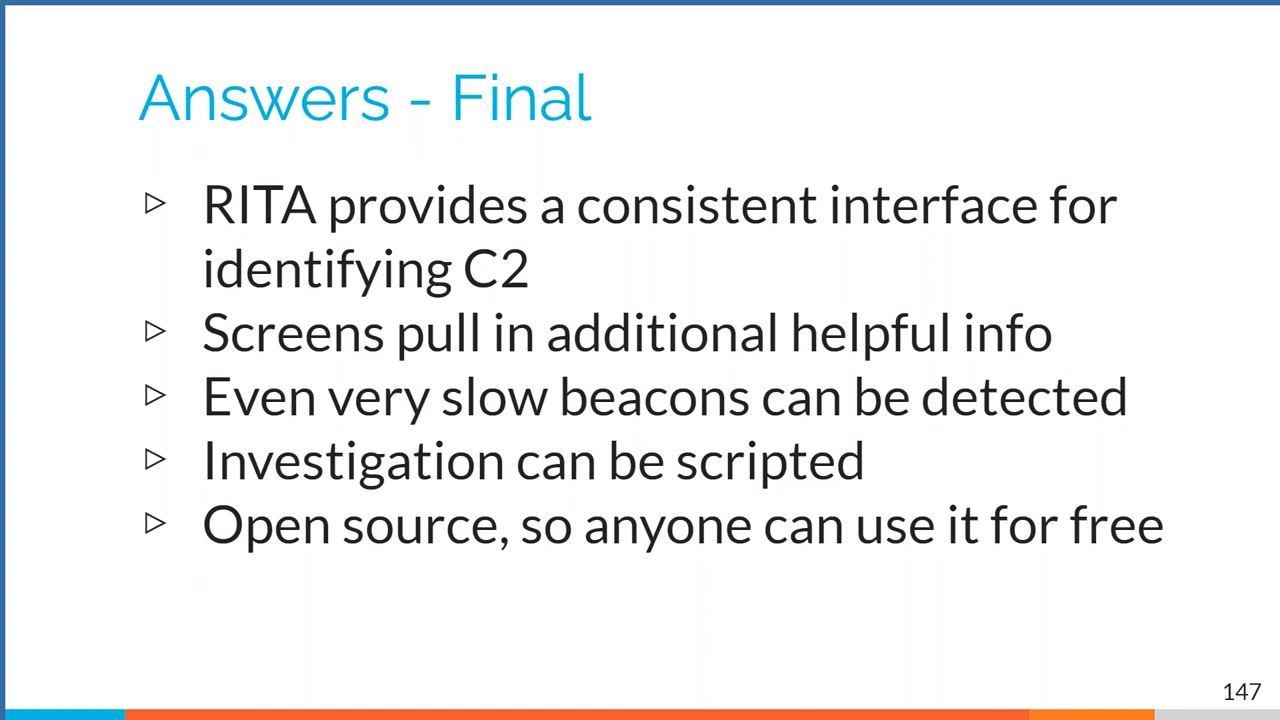 Answers - Final
▷ RITA provides a consistent interface for
identifying C2
▷ Screens pull in additional helpful info
▷ Even very slow beacons can be detected
▷ Investigation can be scripted
▷ Open source, so anyone can use it for free
147